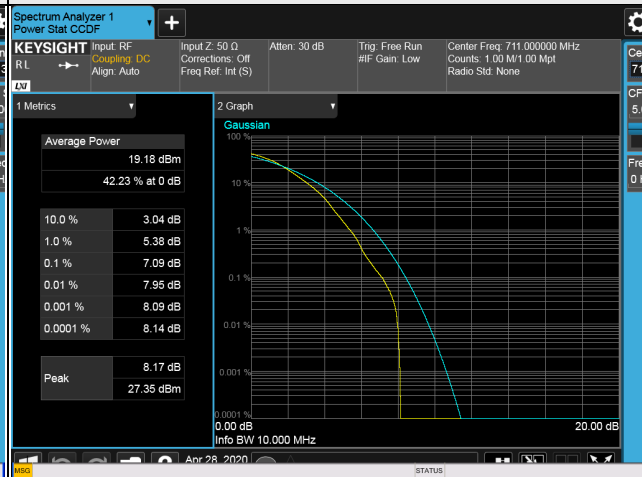 Spectrum Analyzer 1
Power Stat CCDF
KEYSIGHT
R L
LXI
Input: RF
Coupling: DC
Align: Auto
Input Z: 50 Ω
Corrections: Off
Freq Ref: Int (S)
Atten: 30 dB
Trig: Free Run
#IF Gain: Low
Center Freq: 711.000000 MHz
Counts: 1.00 M/1.00 Mpt
Radio Std: None
1 Metrics
Average Power
19.18 dBm
42.23 % at 0 dB
10.0 % 3.04 dB
1.0 % 5.38 dB
0.1 % 7.09 dB
0.01 % 7.95 dB
0.001 % 8.09 dB
0.0001 % 8.14 dB
Peak
8.17 dB
27.35 dBm
2 Graph
Gaussian
100 %
10 %
1 %
0.1 %
0.01 %
0.001 %
0.0001 %
0.00 dB 20.00 dB
Info BW 10.000 MHz
Apr 28, 2020
MSG STATUS